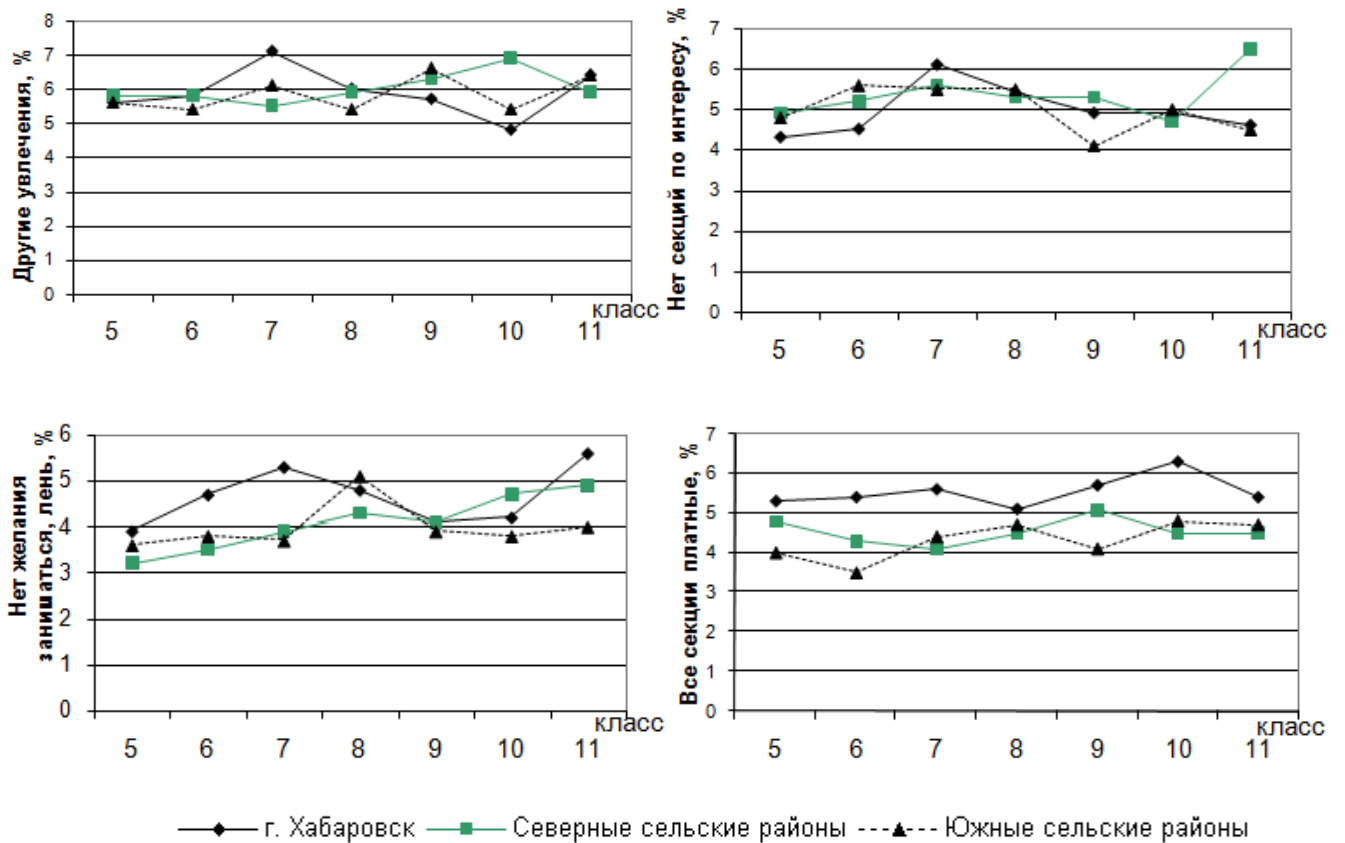 Другие увлечения, %
8
7
6
5
4
3
2
1
0
5 6 7 8 9 10 11
класс
Нет секций по интересу, %
7
6
5
4
3
2
1
0
5 6 7 8 9 10 11
класс
Нет желания
заниматься, лень, %
6
5
4
3
2
1
0
5 6 7 8 9 10 11
класс
Все секции платные, %
7
6
5
4
3
2
1
0
5 6 7 8 9 10 11
класс
г. Хабаровск Северные сельские районы Южные сельские районы